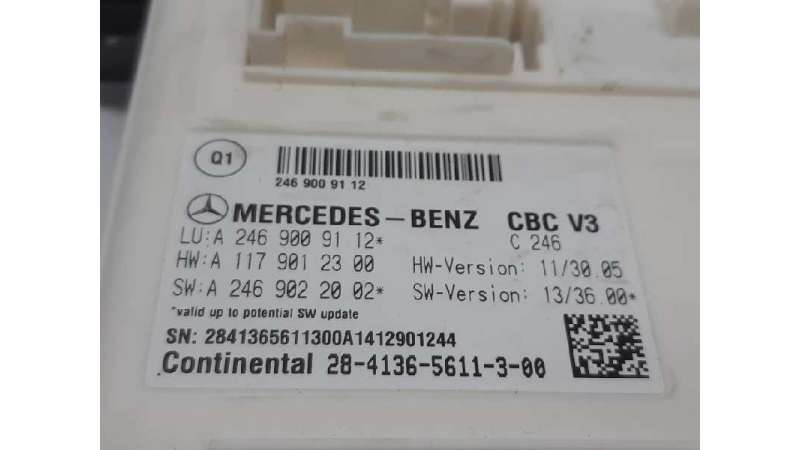 Q1
246 900 91 12
MERCEDES-BENZ CBC V3
LU:A 246 900 91 12* C 246
HW:A 117 901 23 00 HW-Version: 11/30.05
SW:A 246 902 20 02* SW-Version: 13/36.00*
*valid up to potential SW update
SN: 2841365611300A1412901244
Continental 28-4136-5611-3-00